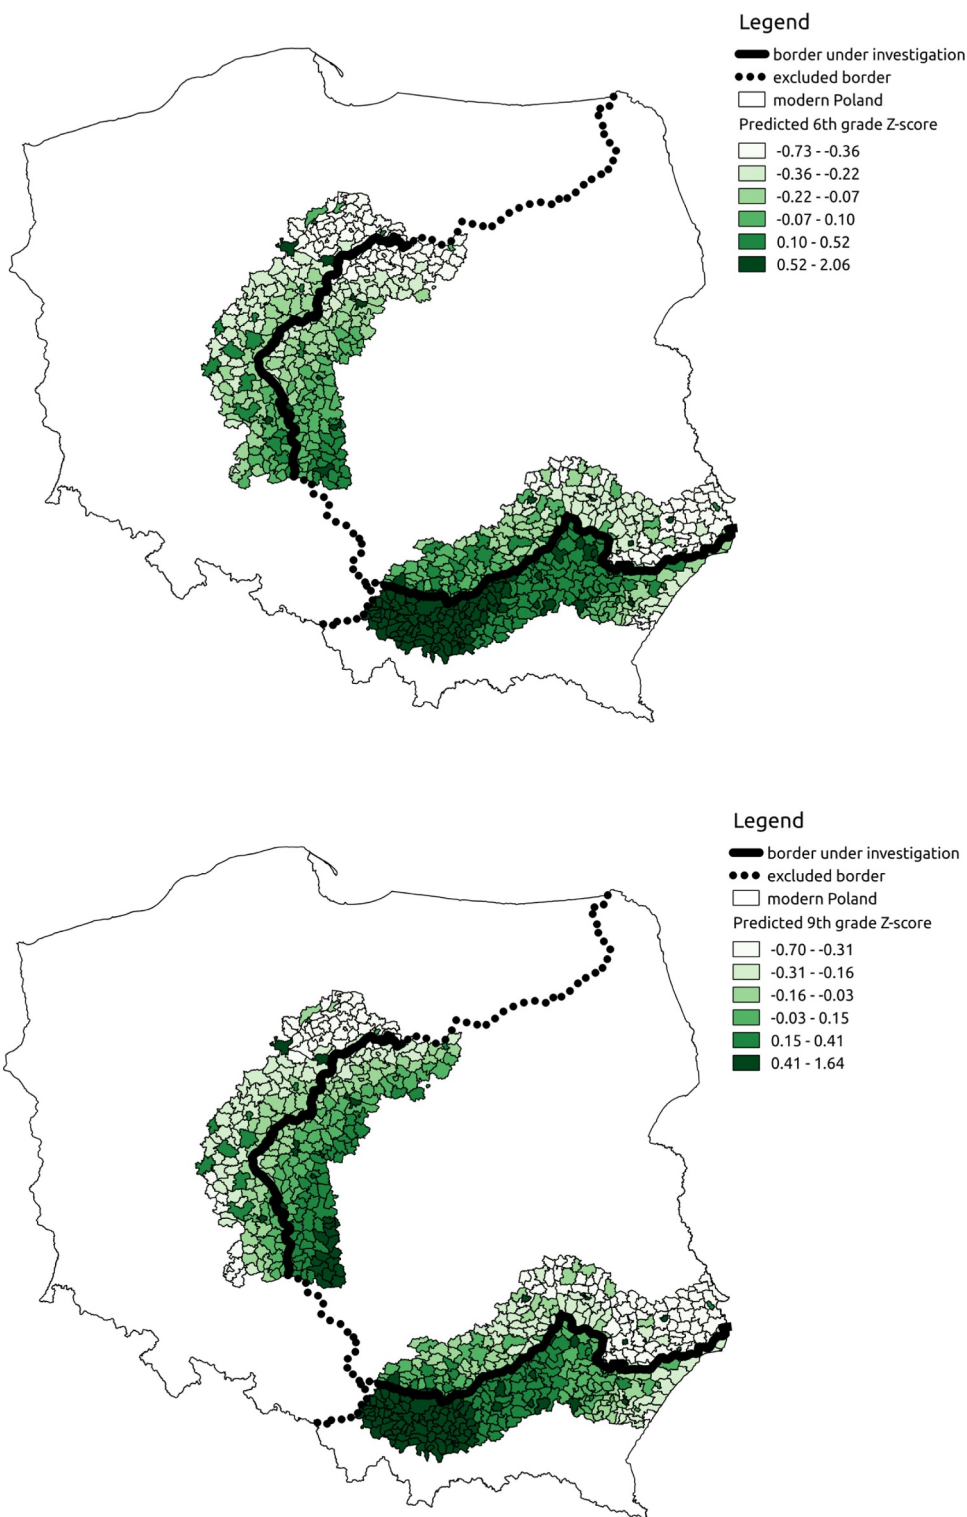 Legend
border under investigation
excluded border
modern Poland
Predicted 6th grade Z-score
-0.73 - -0.36
-0.36 - -0.22
-0.22 - -0.07
-0.07 - 0.10
0.10 - 0.52
0.52 - 2.06
Legend
border under investigation
excluded border
modern Poland
Predicted 9th grade Z-score
-0.70 - -0.31
-0.31 - -0.16
-0.16 - -0.03
-0.03 - 0.15
0.15 - 0.41
0.41 - 1.64